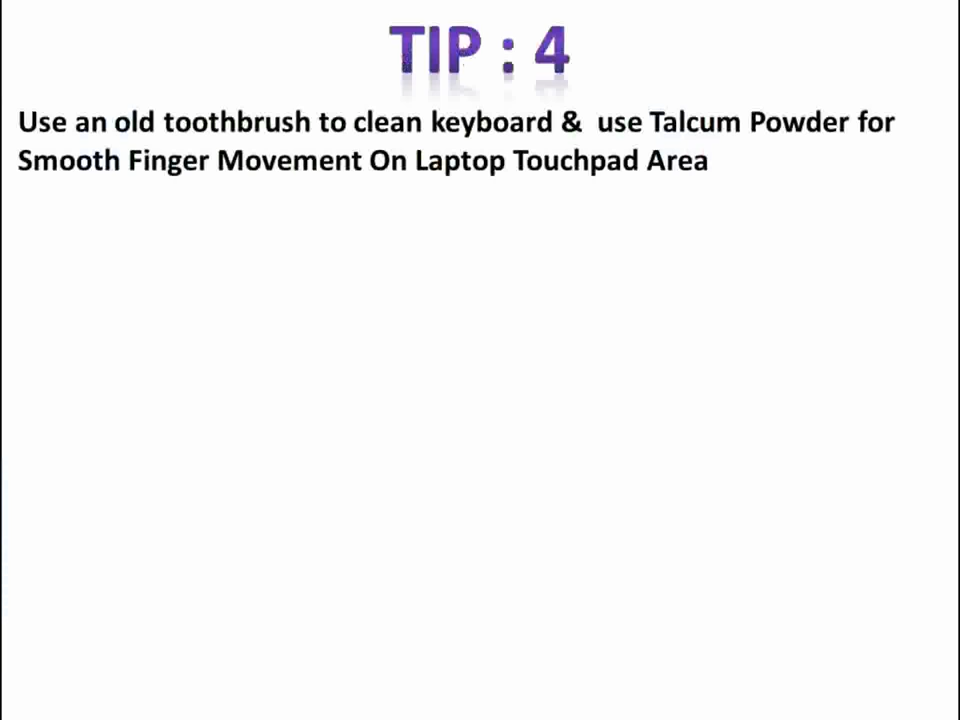 TIP : 4
Use an old toothbrush to clean keyboard &  use Talcum Powder for
Smooth Finger Movement On Laptop Touchpad Area